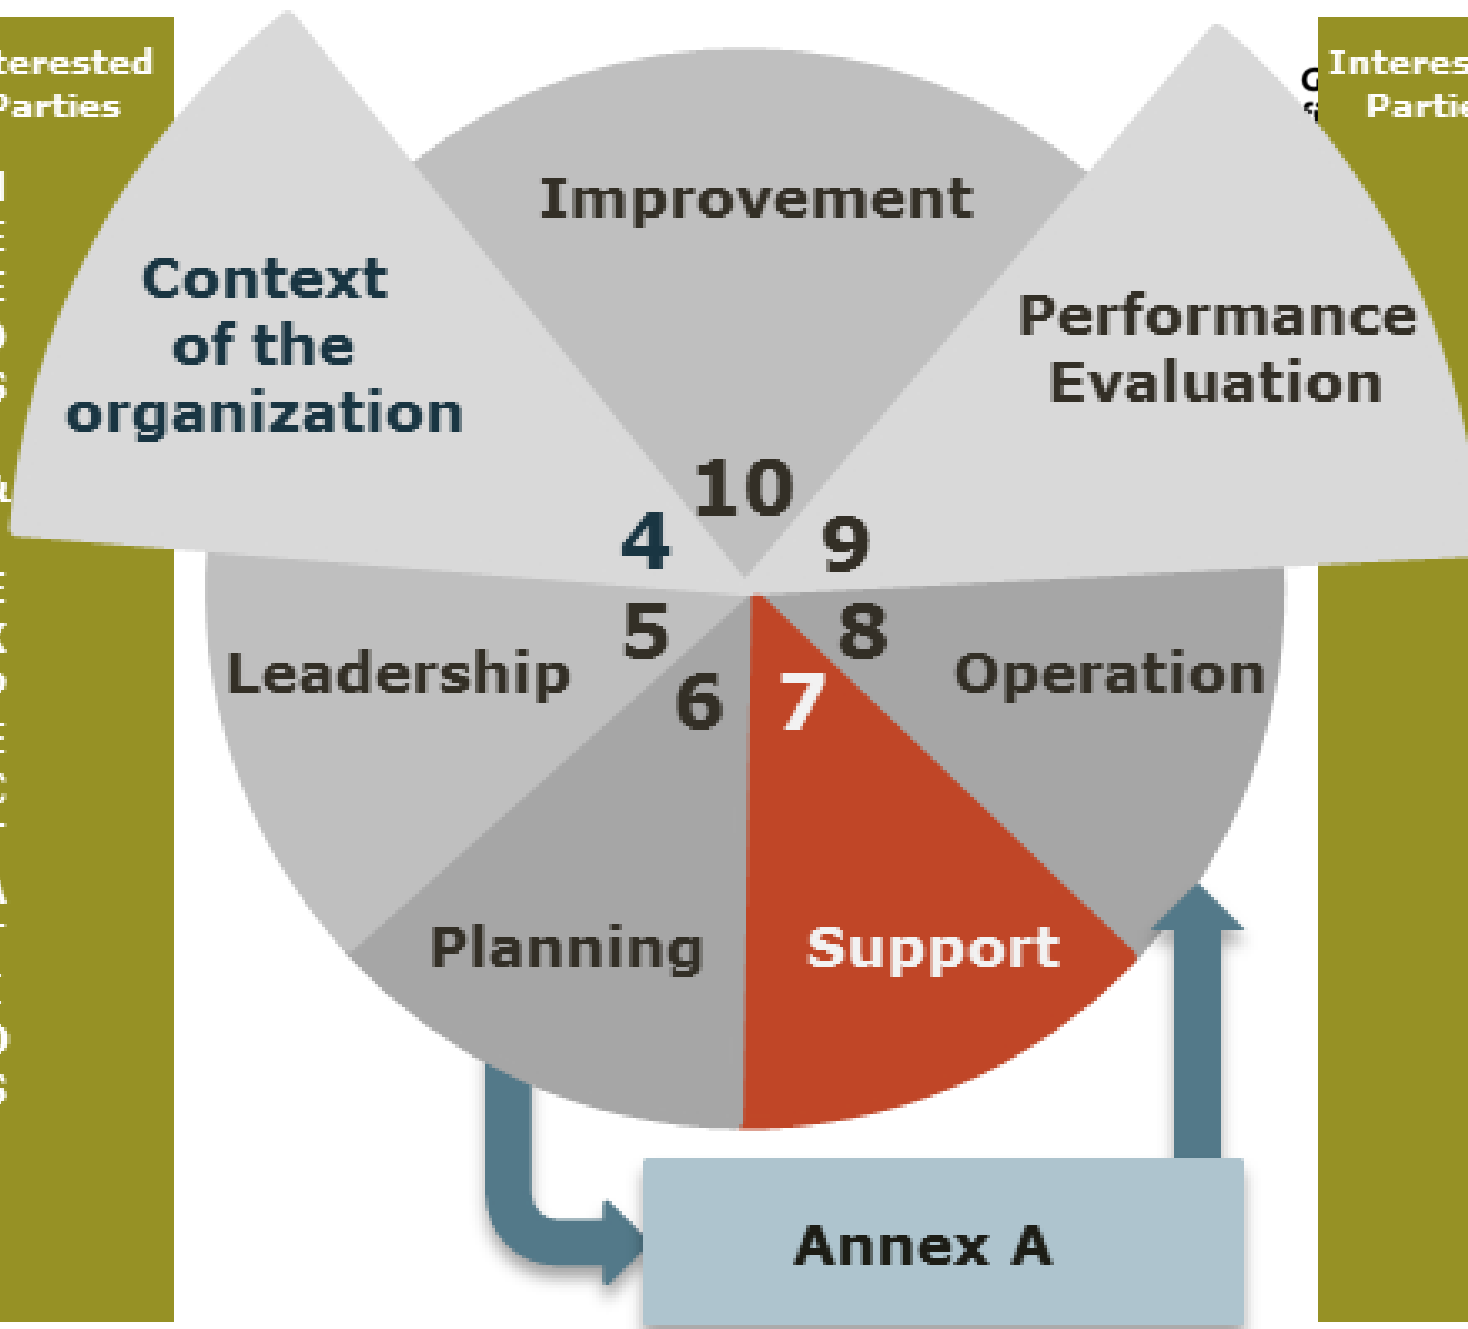 Parties
Parties
Improvement
Context
of the
organization
Performance
Evaluation
10
4
9
5
8
6
7
Leadership
Operation
Planning
Support
Annex A